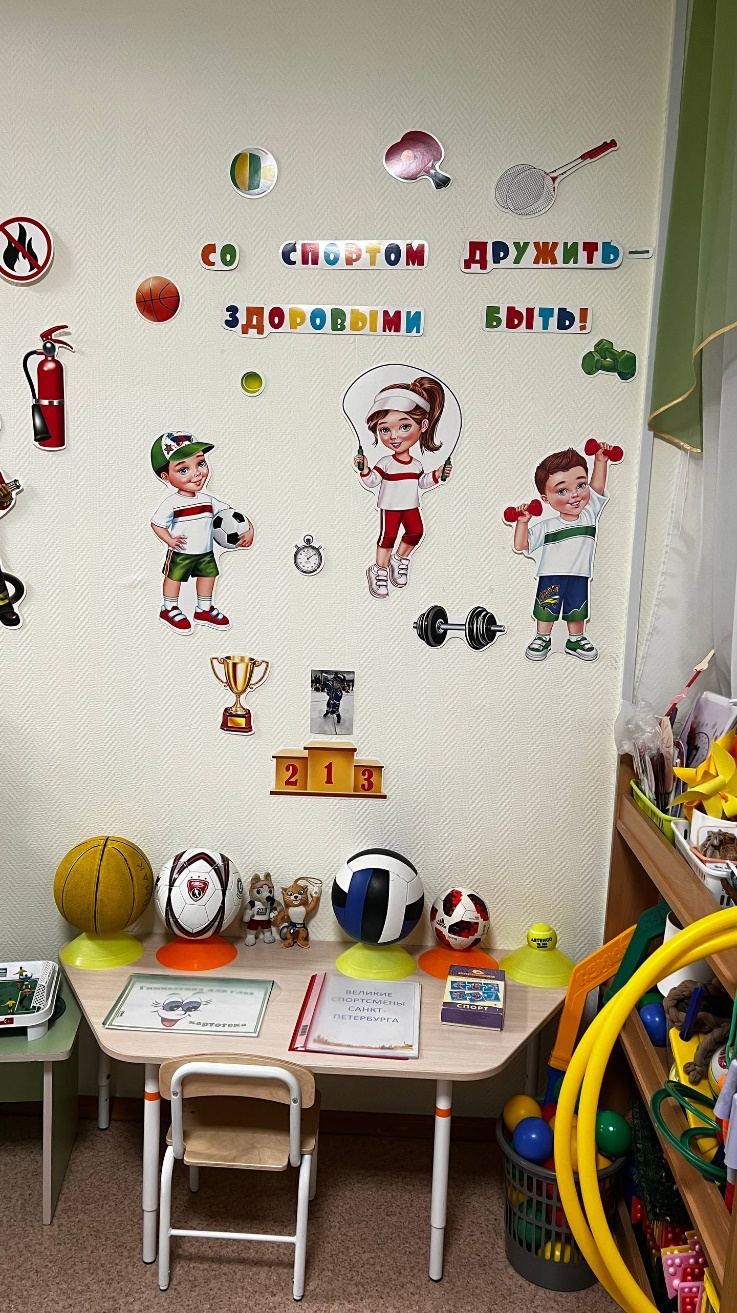 СО СПОРТОМ ДРУЖИТЬ –
ЗДОРОВЫМИ БЫТЬ!
2 1 3
Гимнастика для глаз
картотека
ВЕЛИКИЕ
СПОРТСМЕНЫ
САНКТ-
ПЕТЕРБУРГА
СПОРТ